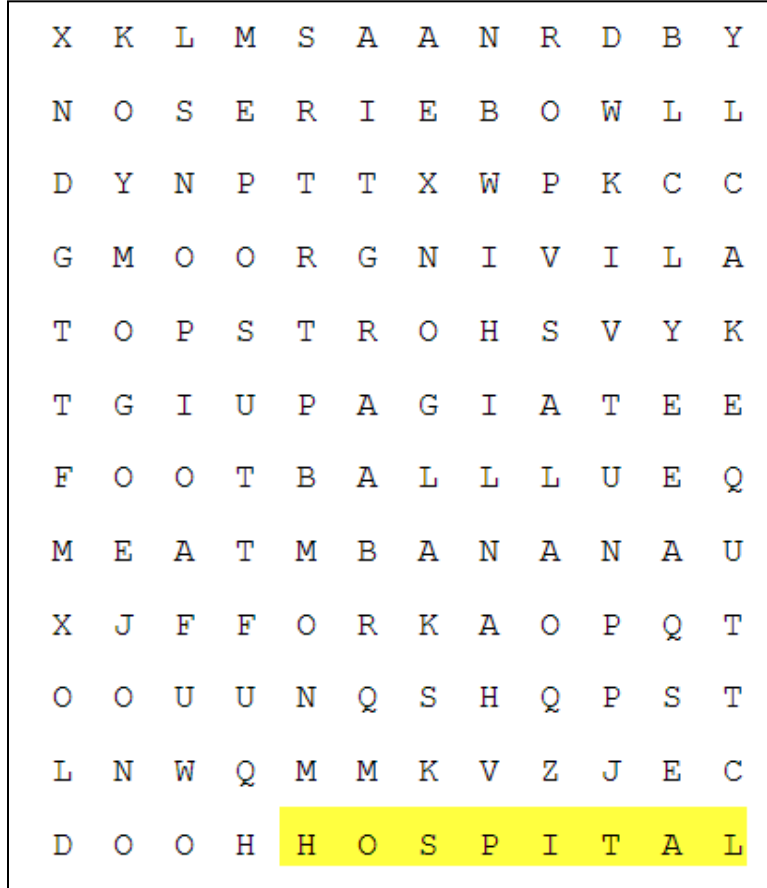 X K L M S A A N R D B Y
N O S E R I E B O W L L
D Y N P T T X W P K C C
G M O O R G N I V I L A
T O P S T R O H S V Y K
T G I U P A G I A T E E
F O O T B A L L L U E Q
M E A T M B A N A N A U
X J F F O R K A O P Q T
O O U U N Q S H Q P S T
L N W Q M M K V Z J E C
D O O H H O S P I T A L